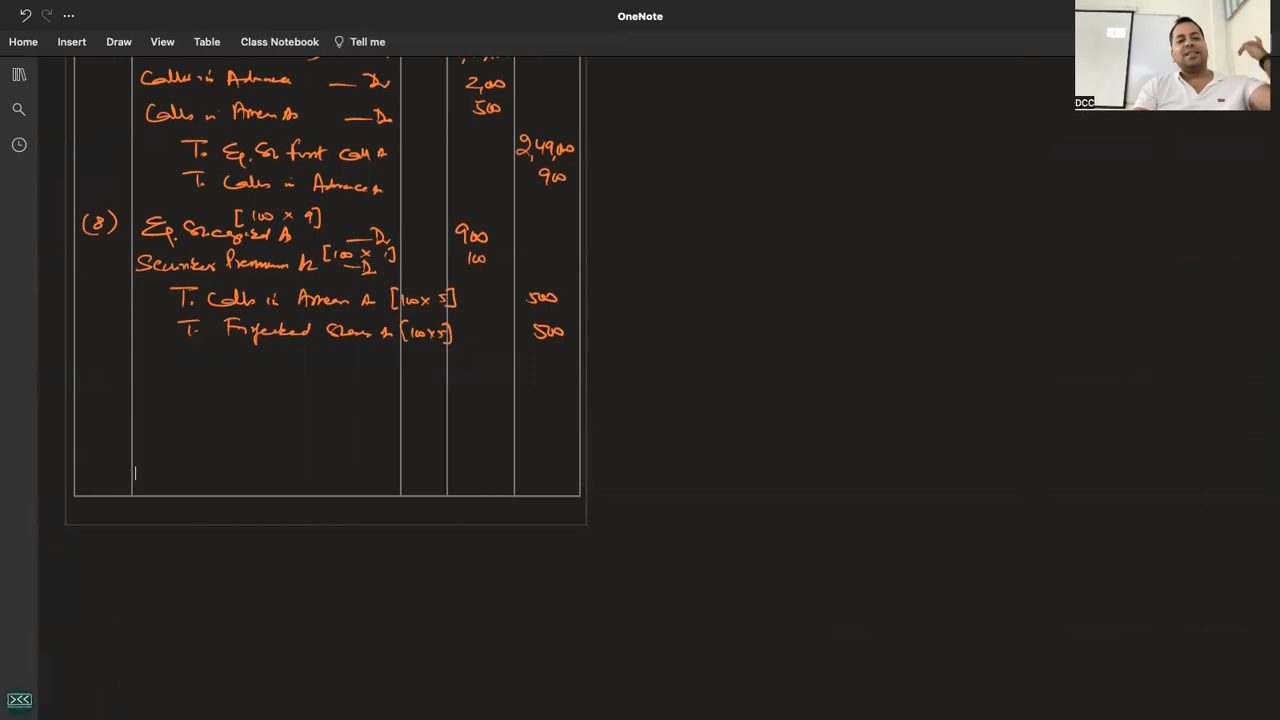 OneNote
Home Insert Draw View Table Class Notebook Tell me
Calls in Advance — Dr 2,000
Calls in Arrear A — Dr 500
To Eq. Sh first Call A 2,49,000
To Calls in Advance A 900
[100 × 9]
(8) Eq. Sh capital A — Dr 900
Securities Premium A [100 × 1] — Dr 100
To Calls in Arrear A [100 × 5] 500
To Forfeited Shares A [100 × 5] 500
DCC